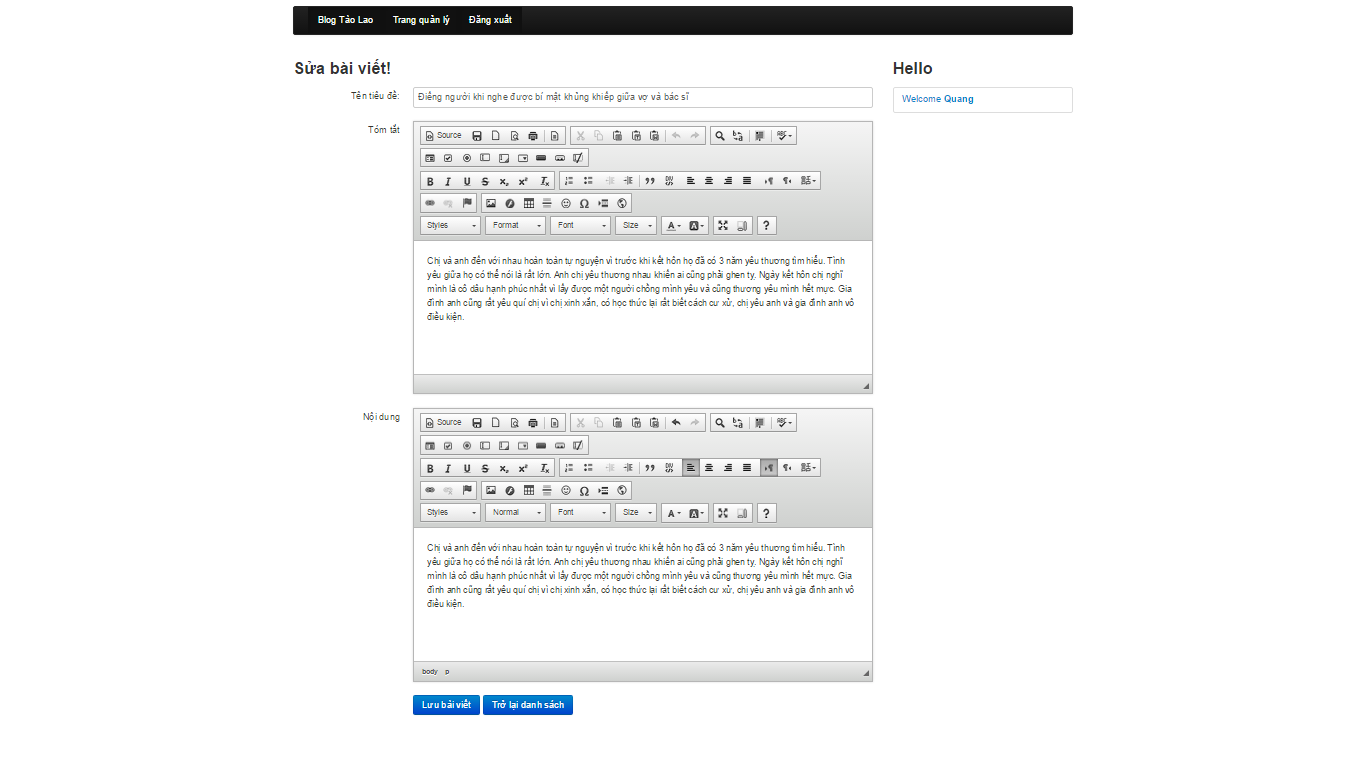 Blog Tào Lao Trang quản lý Đăng xuất
Sửa bài viết!
Hello
Tên tiêu đề:
Điếng người khi nghe được bí mật khủng khiếp giữa vợ và bác sĩ
Welcome Quang
Tóm tắt
Source
Styles Format Font Size
Chị và anh đến với nhau hoàn toàn tự nguyện vì trước khi kết hôn họ đã có 3 năm yêu thương tìm hiểu. Tình
yêu giữa họ có thể nói là rất lớn. Anh chị yêu thương nhau khiến ai cũng phải ghen tỵ. Ngày kết hôn chị nghĩ
mình là cô dâu hạnh phúc nhất vì lấy được một người chồng mình yêu và cũng thương yêu mình hết mực. Gia
đình anh cũng rất yêu quí chị vì chị xinh xắn, có học thức lại rất biết cách cư xử, chị yêu anh và gia đình anh vô
điều kiện.
Nội dung
Source
Styles Normal Font Size
Chị và anh đến với nhau hoàn toàn tự nguyện vì trước khi kết hôn họ đã có 3 năm yêu thương tìm hiểu. Tình
yêu giữa họ có thể nói là rất lớn. Anh chị yêu thương nhau khiến ai cũng phải ghen tỵ. Ngày kết hôn chị nghĩ
mình là cô dâu hạnh phúc nhất vì lấy được một người chồng mình yêu và cũng thương yêu mình hết mực. Gia
đình anh cũng rất yêu quí chị vì chị xinh xắn, có học thức lại rất biết cách cư xử, chị yêu anh và gia đình anh vô
điều kiện.
body p
Lưu bài viết Trở lại danh sách